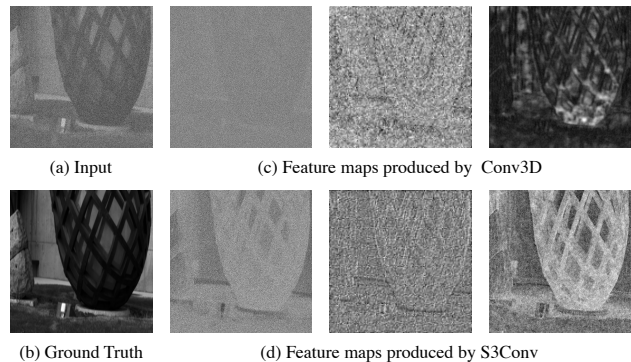 (a) Input
(c) Feature maps produced by Conv3D
(b) Ground Truth
(d) Feature maps produced by S3Conv